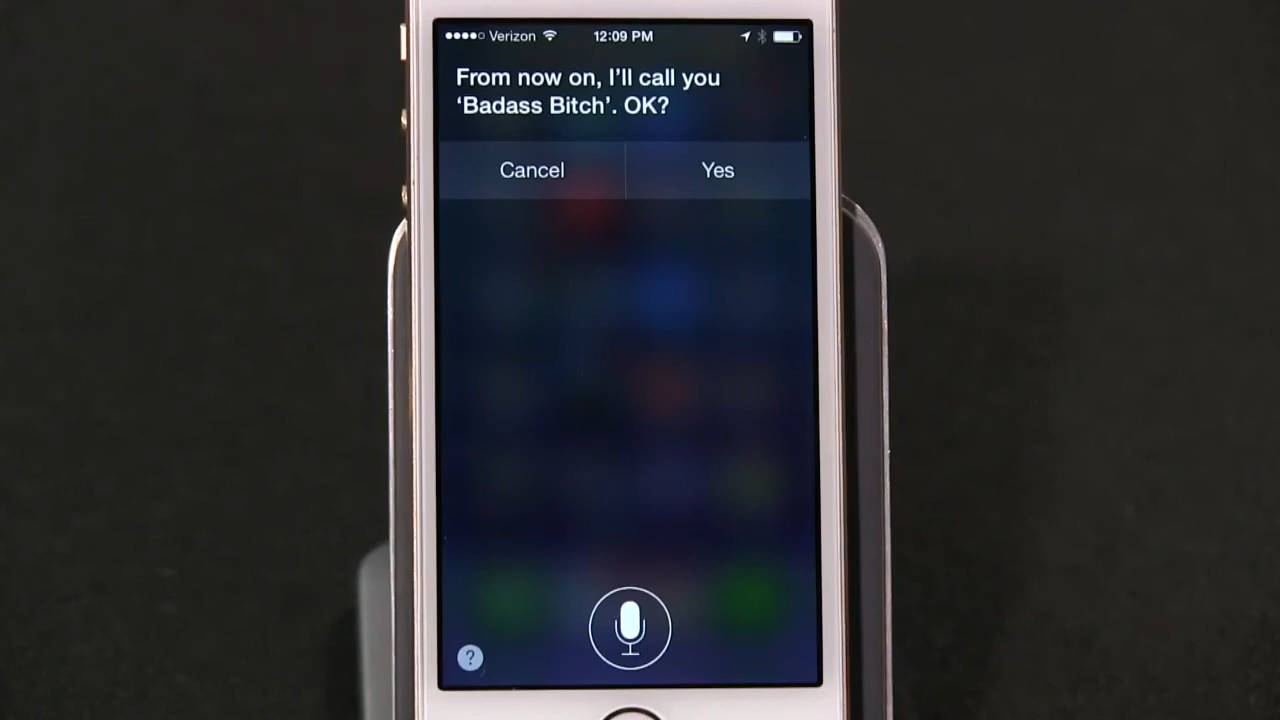 Verizon 12:09 PM
From now on, I'll call you
‘Badass Bitch’. OK?
Cancel Yes
?